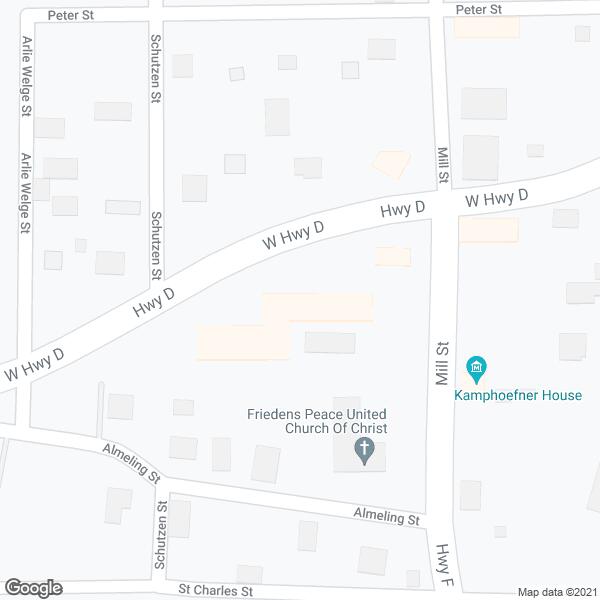 Peter St
Peter St
Arlie Welge St
Schutzen St
Mill St
Arlie Welge St
W Hwy D
Hwy D
Schutzen St
W Hwy D
Hwy D
W Hwy D
Mill St
Kamphoefner House
Friedens Peace United
Church Of Christ
Almeling St
Schutzen St
Almeling St
Hwy F
St Charles St
Google
Map data ©2021